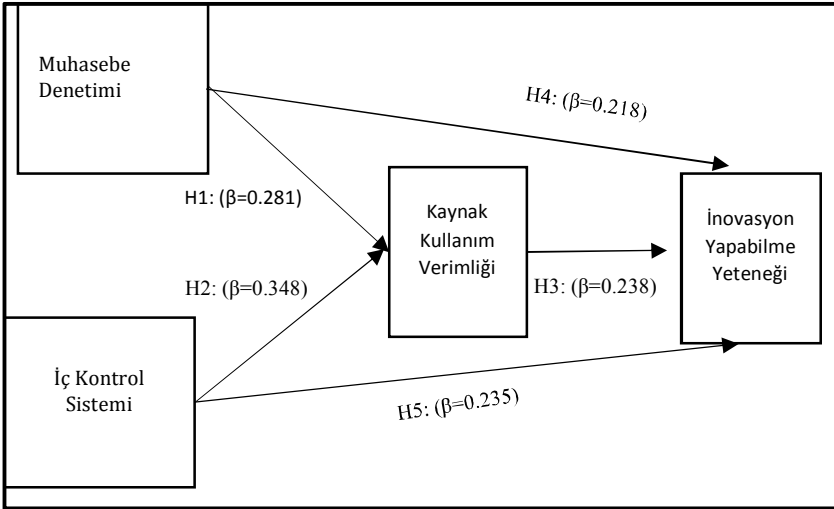 Muhasebe
Denetimi
H4: (β=0.218)
H1: (β=0.281)
Kaynak
Kullanım
Verimliği
İnovasyon
Yapabilme
Yeteneği
H2: (β=0.348)
H3: (β=0.238)
İç Kontrol
Sistemi
H5: (β=0.235)